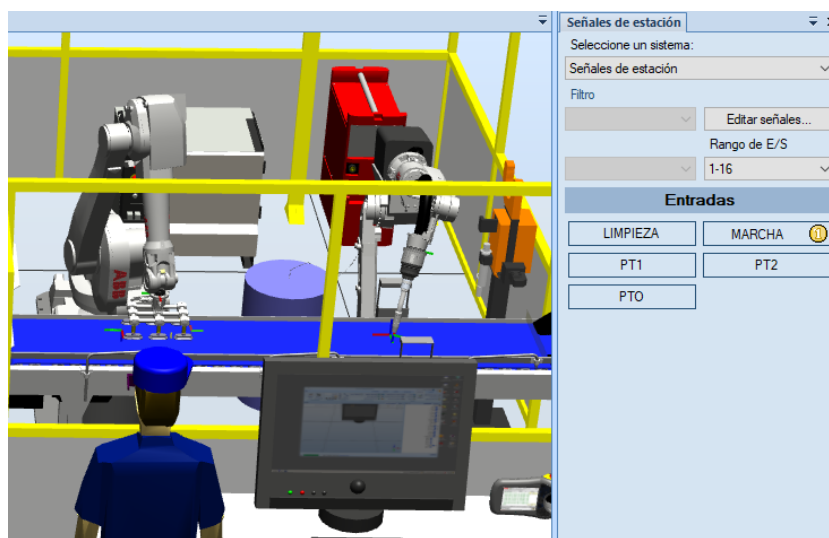 Señales de estación
Seleccione un sistema:
Señales de estación
Filtro
Editar señales...
Rango de E/S
1-16
Entradas
LIMPIEZA
MARCHA
1
PT1
PT2
PTO
ABB